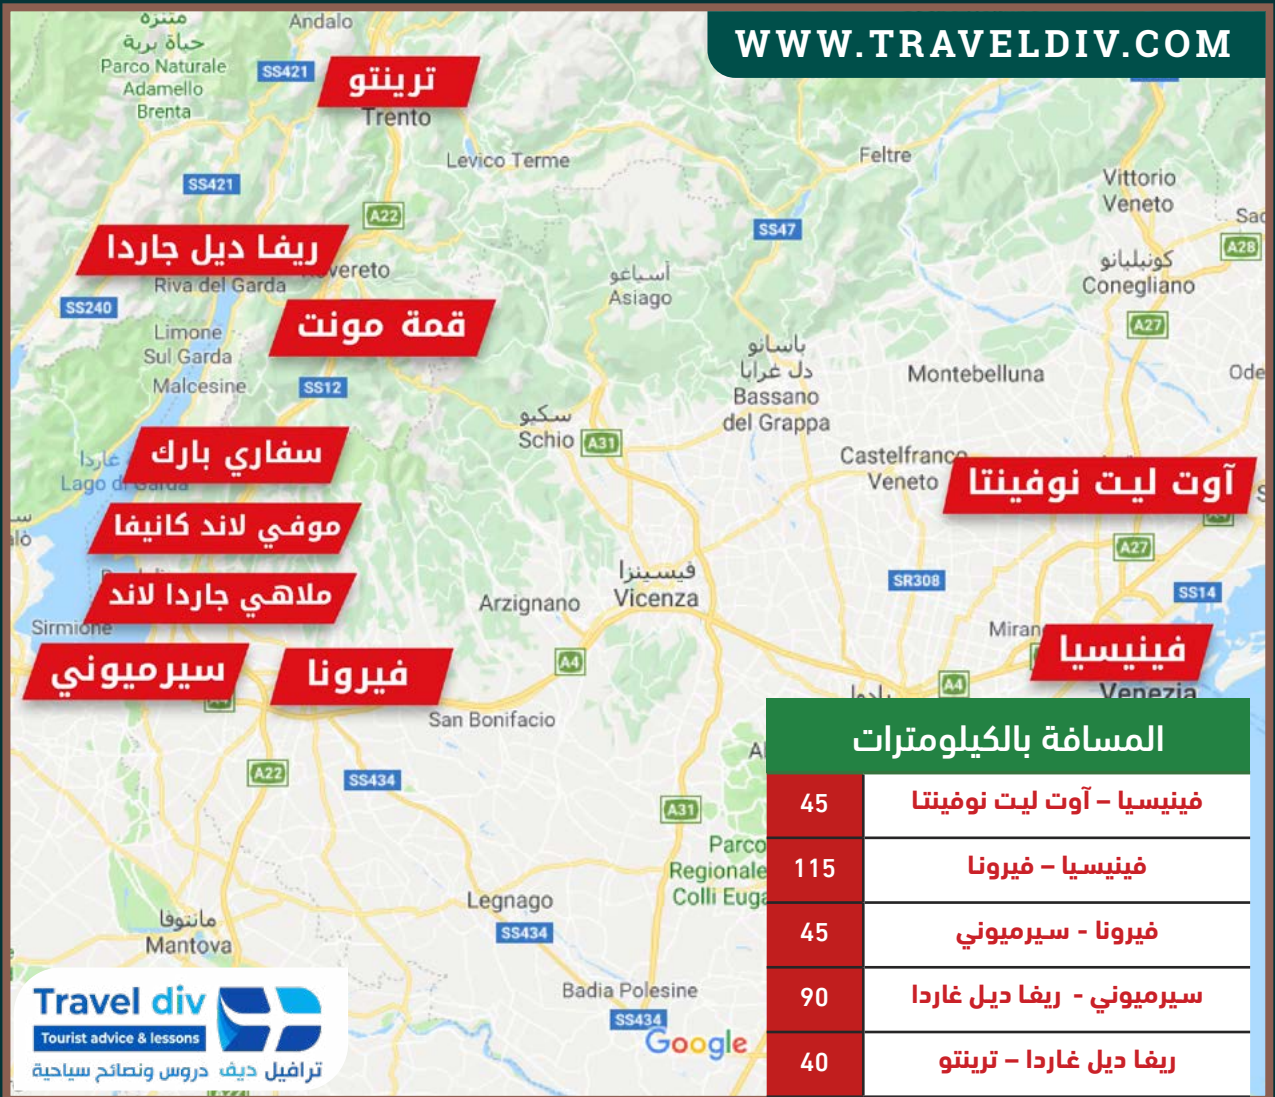 متنزه
حياة برية
Parco Naturale
Adamello
Brenta
Andalo
WWW.TRAVELDIV.COM
SS421
ترينتو
Trento
Levico Terme
Feltre
SS421
Vittorio
Veneto
A22
SS47
A28
ريفا ديل جاردا
Riva del Garda
آسياغو
Asiago
كونيليانو
Conegliano
SS240
قمة مونت
A27
Limone
Sul Garda
Malcesine
SS12
باسانو
دل غرابا
Bassano
del Grappa
Montebelluna
سكيو
Schio
A31
سفاري بارك
غاردا
Lago di Garda
Castelfranco
Veneto
آوت ليت نوفينتا
موفي لاند كانيفا
A27
فيسينزا
Vicenza
SR308
SS14
ملاهي جاردا لاند
Arzignano
Sirmione
فينيسيا
Venezia
سيرميوني
فيرونا
A4
A4
San Bonifacio
A22
SS434
A31
Parco
Regionale
Legnago
SS434
مانتوفا
Mantova
Badia Polesine
SS434
Google
المسافة بالكيلومترات
فينيسيا – آوت ليت نوفينتا 45
فينيسيا – فيرونا 115
فيرونا - سيرميوني 45
سيرميوني - ريفا ديل غاردا 90
ريفا ديل غاردا – ترينتو 40
Travel div
Tourist advice & lessons
ترافيل ديف دروس ونصائح سياحية